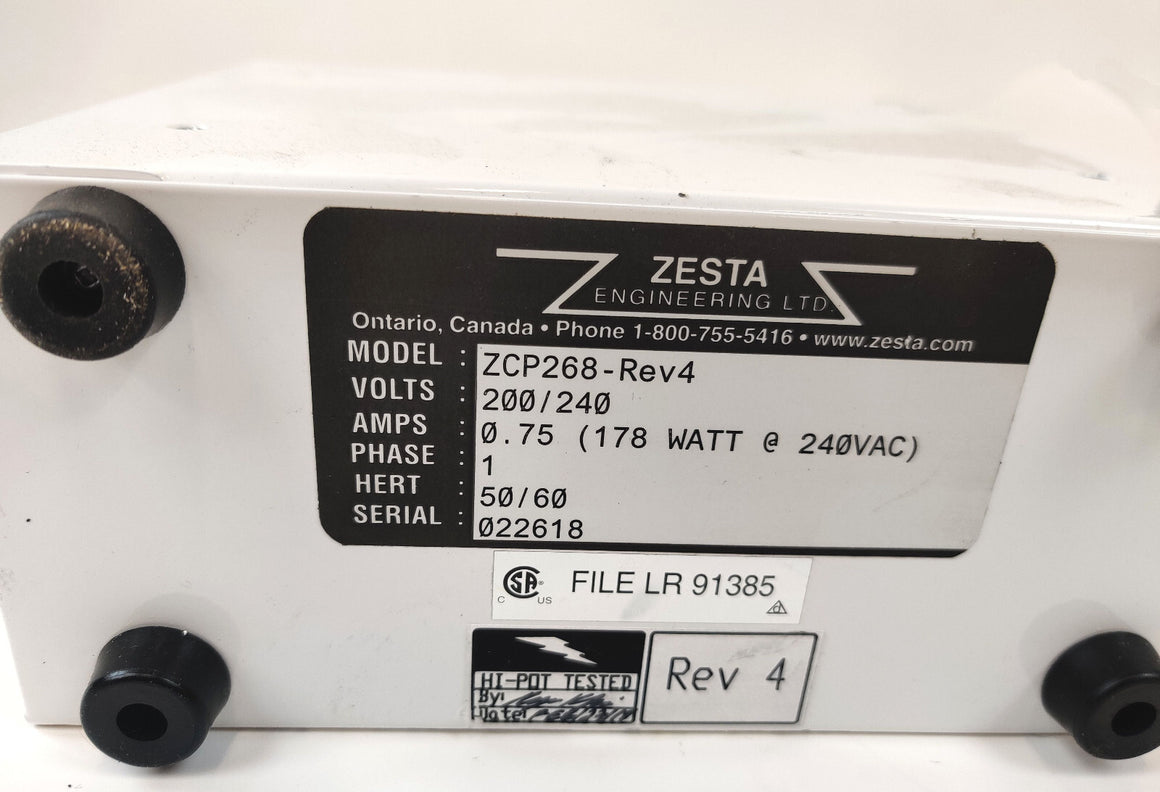 ZESTA
ENGINEERING LTD.
Ontario, Canada • Phone 1-800-755-5416 • www.zesta.com
MODEL : ZCP268-Rev4
VOLTS : 200/240
AMPS : 0.75 (178 WATT @ 240VAC)
PHASE : 1
HERT : 50/60
SERIAL : 022618
C SA® US FILE LR 91385
HI-POT TESTED
By:
Date:
Rev 4